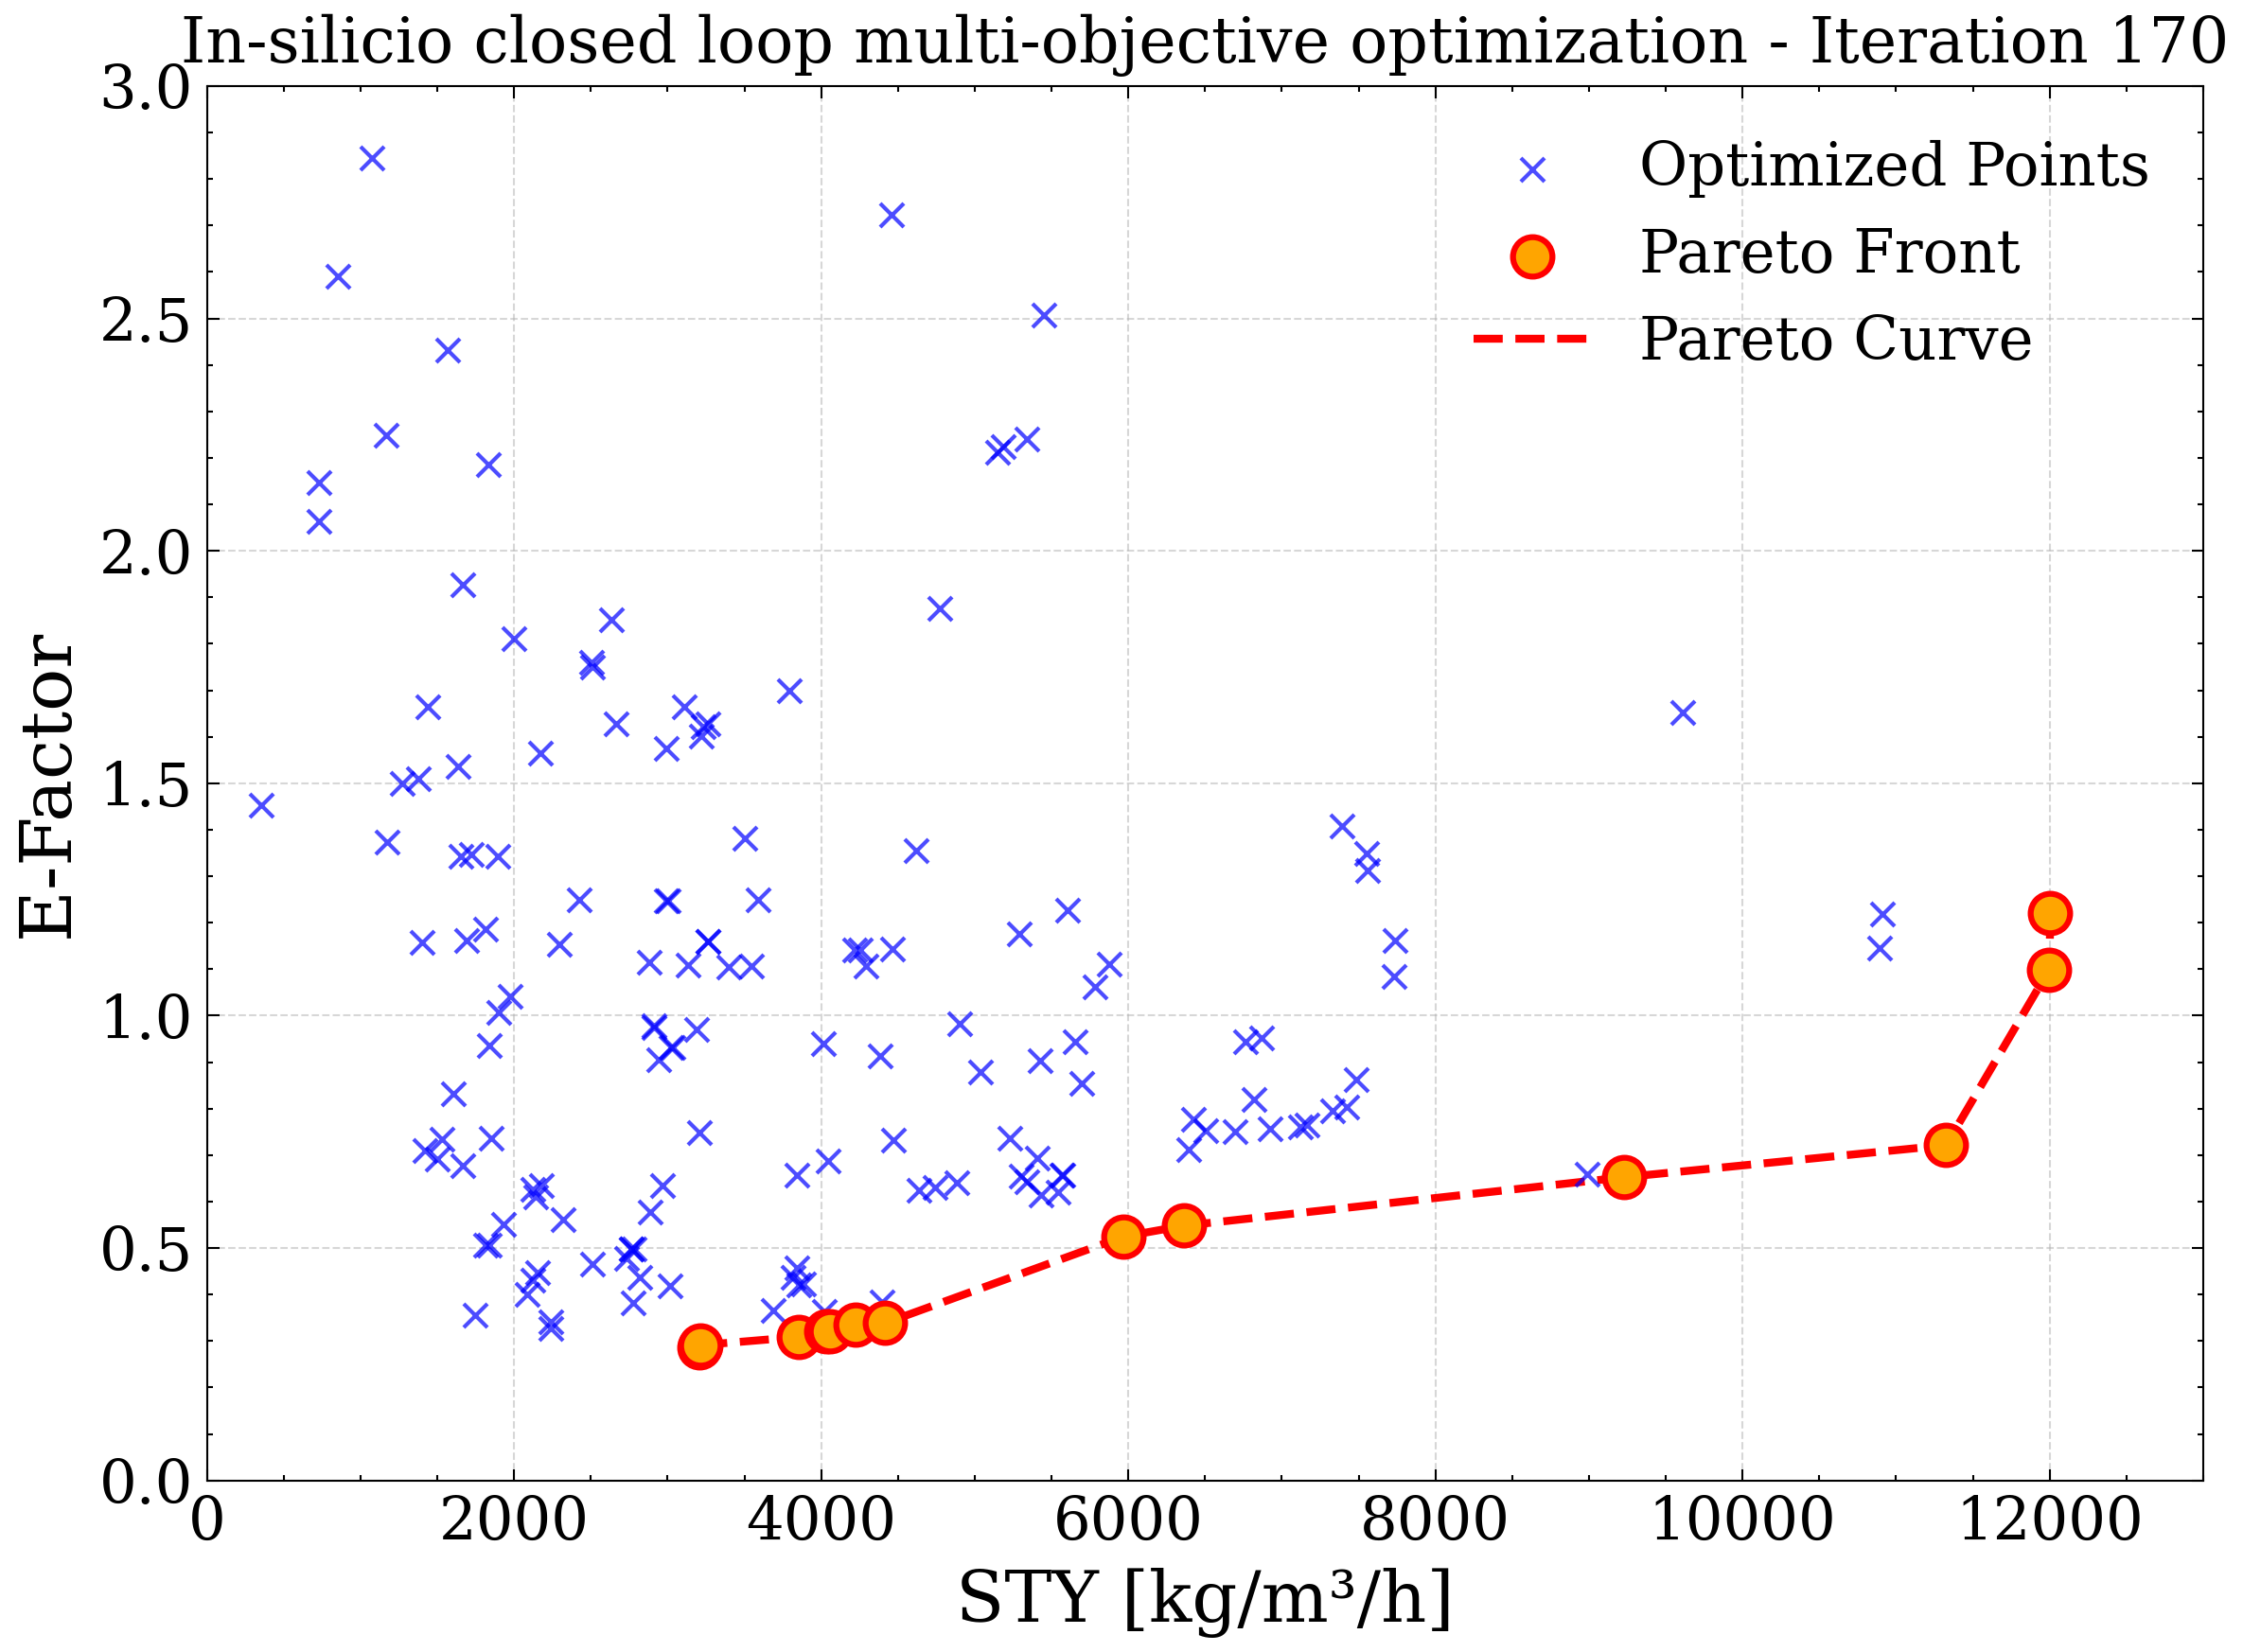 In-silicio closed loop multi-objective optimization - Iteration 170
3.0
2.5
2.0
1.5
1.0
0.5
0.0
E-Factor
Optimized Points
Pareto Front
Pareto Curve
0 2000 4000 6000 8000 10000 12000
STY [kg/m³/h]